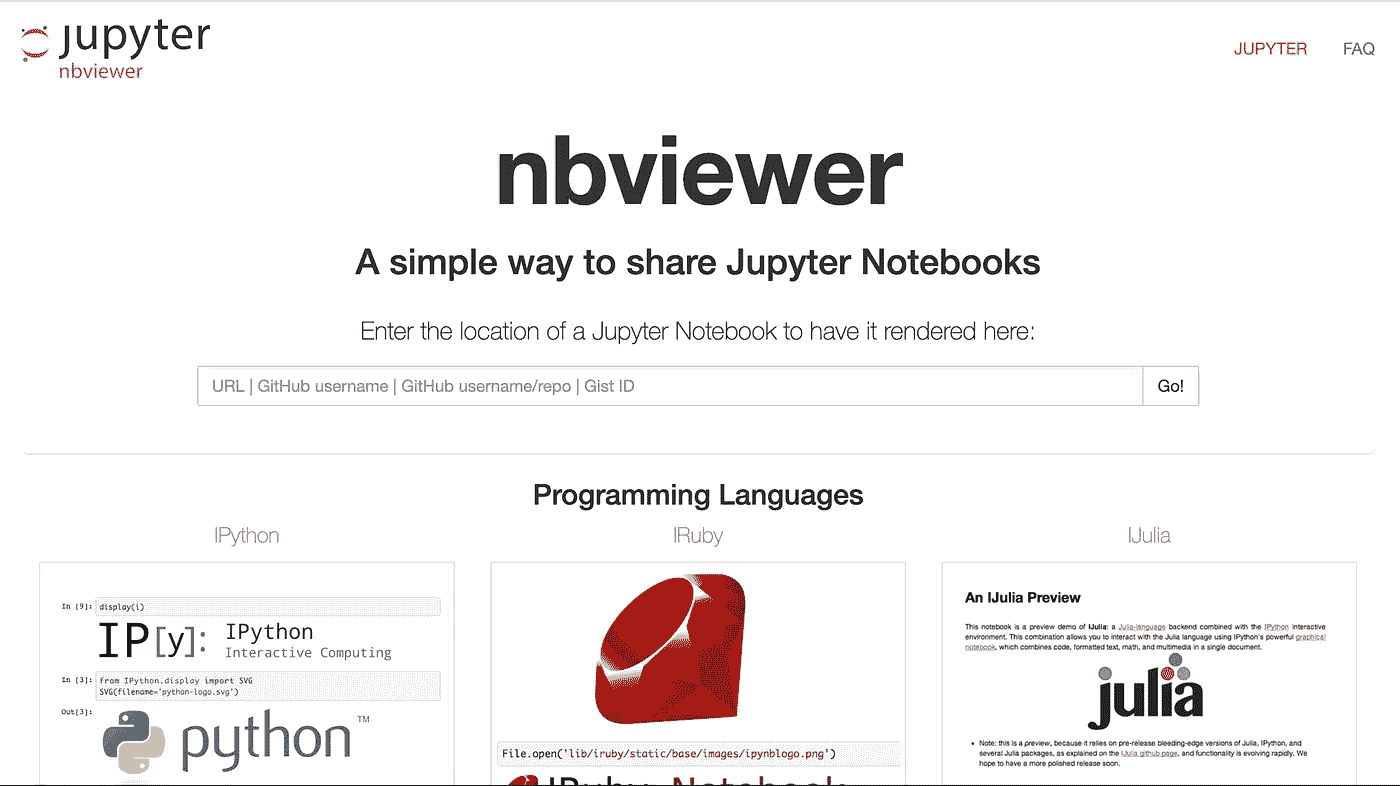 jupyter
nbviewer
JUPYTER
FAQ
nbviewer
A simple way to share Jupyter Notebooks
Enter the location of a Jupyter Notebook to have it rendered here:
URL | GitHub username | GitHub username/repo | Gist ID
Go!
Programming Languages
IPython
IRuby
IJulia
In [9]: display(i)
IP[y]: IPython
Interactive Computing
In [3]: from IPython.display import SVG
SVG(filename='python-logo.svg')
Out[3]:
python™
File.open('lib/iruby/static/base/images/ipynblogo.png')
IRuby Notebook
An IJulia Preview
This notebook is a preview demo of IJulia: a Julia-language backend combined with the IPython interactive
environment. This combination allows you to interact with the Julia language using IPython's powerful graphical
notebook, which combines code, formatted text, math, and multimedia in a single document.
julia
• Note: this is a preview, because it relies on pre-release bleeding-edge versions of Julia, IPython, and
several Julia packages, as explained on the IJulia github page, and functionality is evolving rapidly. We
hope to have a more polished release soon.